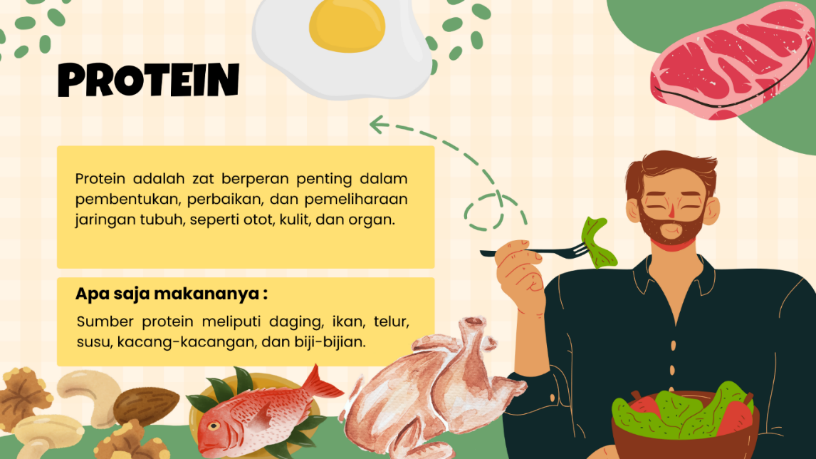 PROTEIN
Protein adalah zat berperan penting dalam
pembentukan, perbaikan, dan pemeliharaan
jaringan tubuh, seperti otot, kulit, dan organ.
Apa saja makananya :
Sumber protein meliputi daging, ikan, telur,
susu, kacang-kacangan, dan biji-bijian.